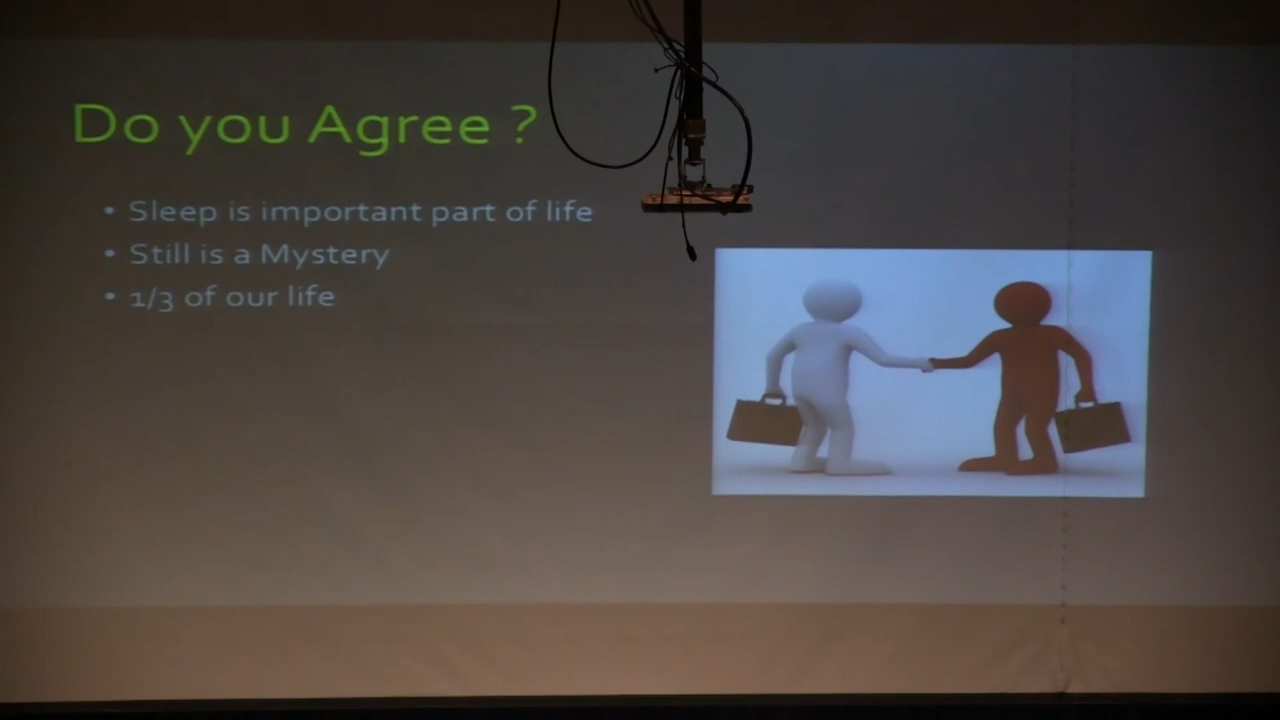 Do you Agree ?
• Sleep is important part of life
• Still is a Mystery
• 1/3 of our life